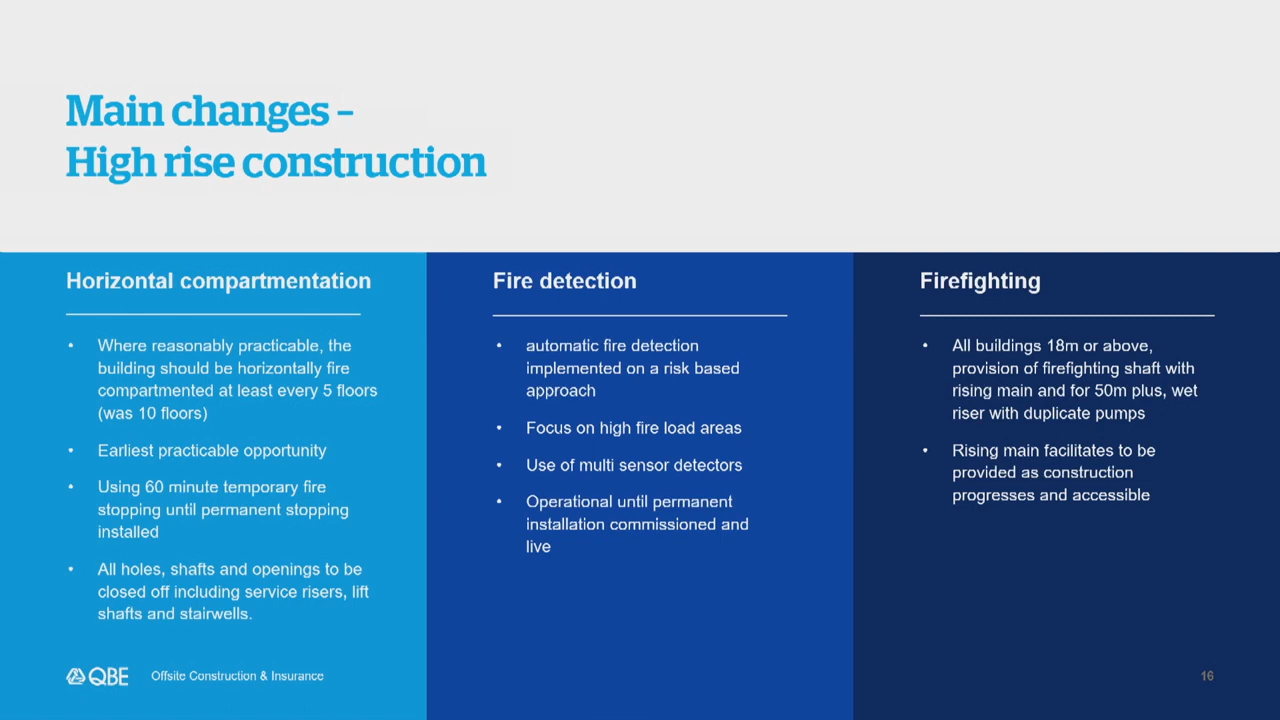 Main changes –
High rise construction
Horizontal compartmentation
• Where reasonably practicable, the
building should be horizontally fire
compartmented at least every 5 floors
(was 10 floors)
• Earliest practicable opportunity
• Using 60 minute temporary fire
stopping until permanent stopping
installed
• All holes, shafts and openings to be
closed off including service risers, lift
shafts and stairwells.
Fire detection
• automatic fire detection
implemented on a risk based
approach
• Focus on high fire load areas
• Use of multi sensor detectors
• Operational until permanent
installation commissioned and
live
Firefighting
• All buildings 18m or above,
provision of firefighting shaft with
rising main and for 50m plus, wet
riser with duplicate pumps
• Rising main facilitates to be
provided as construction
progresses and accessible
QBE Offsite Construction & Insurance
16